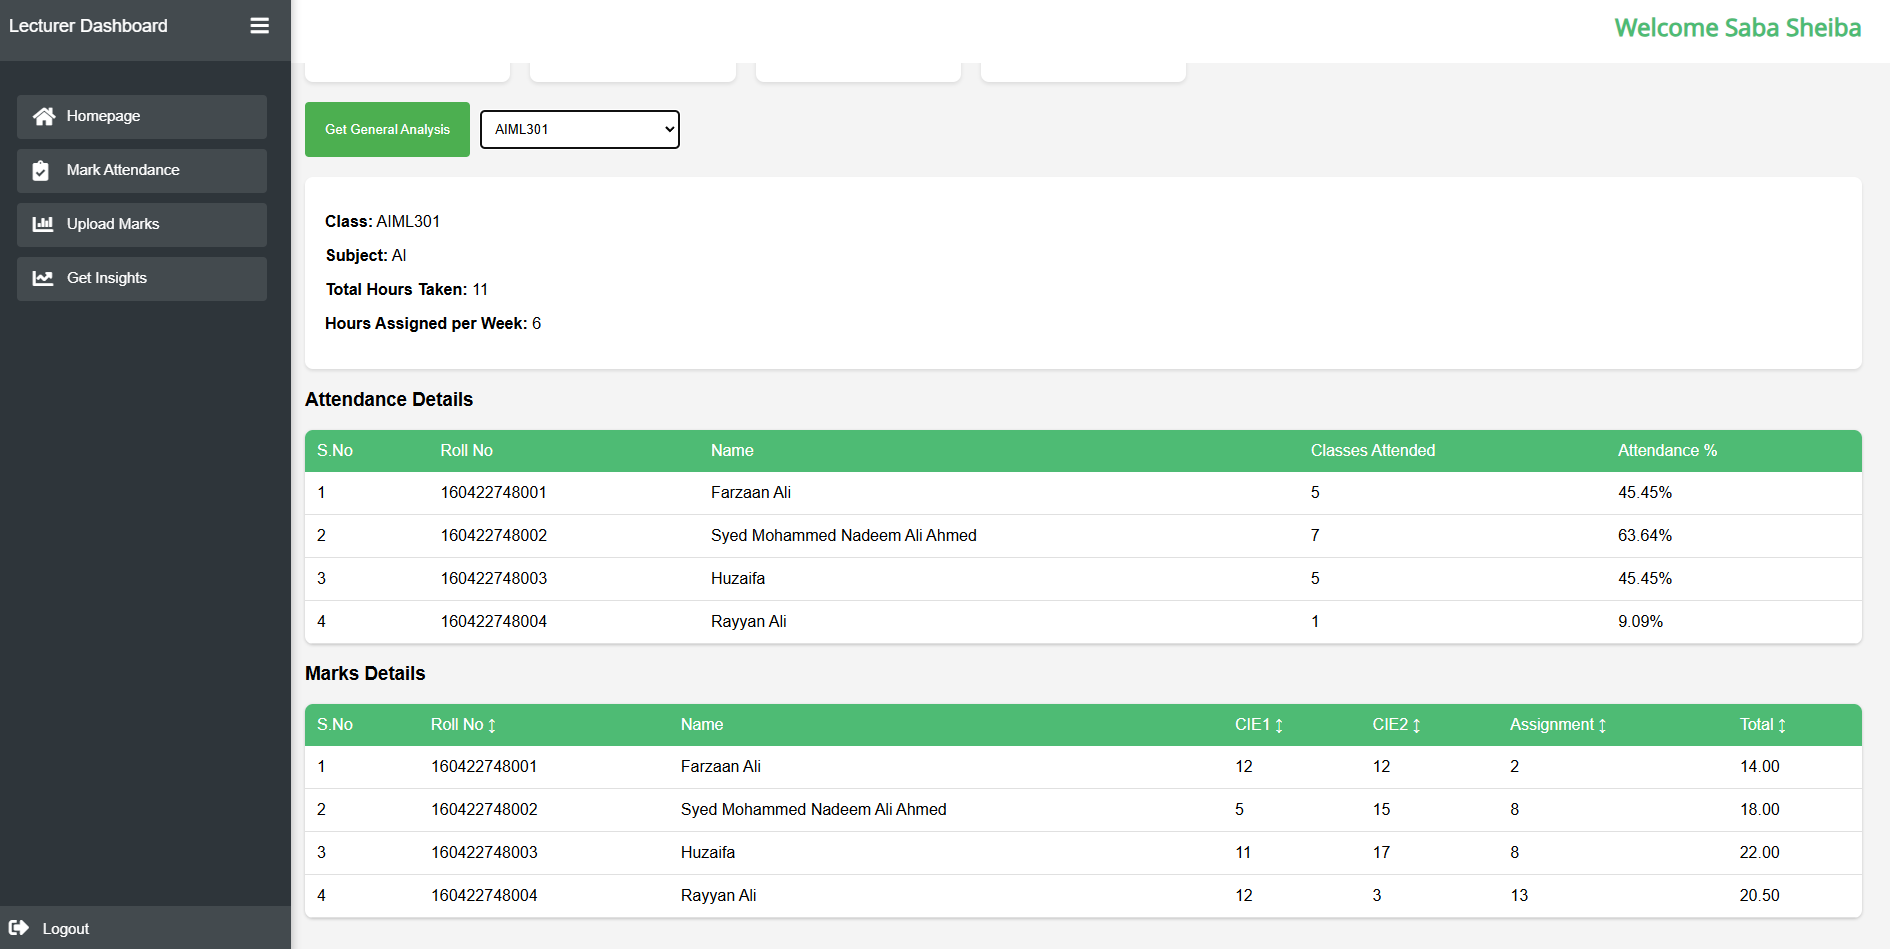 Lecturer Dashboard
Welcome Saba Sheiba
Homepage
Mark Attendance
Upload Marks
Get Insights
Logout
Get General Analysis
AIML301
Class: AIML301
Subject: AI
Total Hours Taken: 11
Hours Assigned per Week: 6
Attendance Details
S.No Roll No Name Classes Attended Attendance %
1 160422748001 Farzaan Ali 5 45.45%
2 160422748002 Syed Mohammed Nadeem Ali Ahmed 7 63.64%
3 160422748003 Huzaifa 5 45.45%
4 160422748004 Rayyan Ali 1 9.09%
Marks Details
S.No Roll No ↕ Name CIE1 ↕ CIE2 ↕ Assignment ↕ Total ↕
1 160422748001 Farzaan Ali 12 12 2 14.00
2 160422748002 Syed Mohammed Nadeem Ali Ahmed 5 15 8 18.00
3 160422748003 Huzaifa 11 17 8 22.00
4 160422748004 Rayyan Ali 12 3 13 20.50